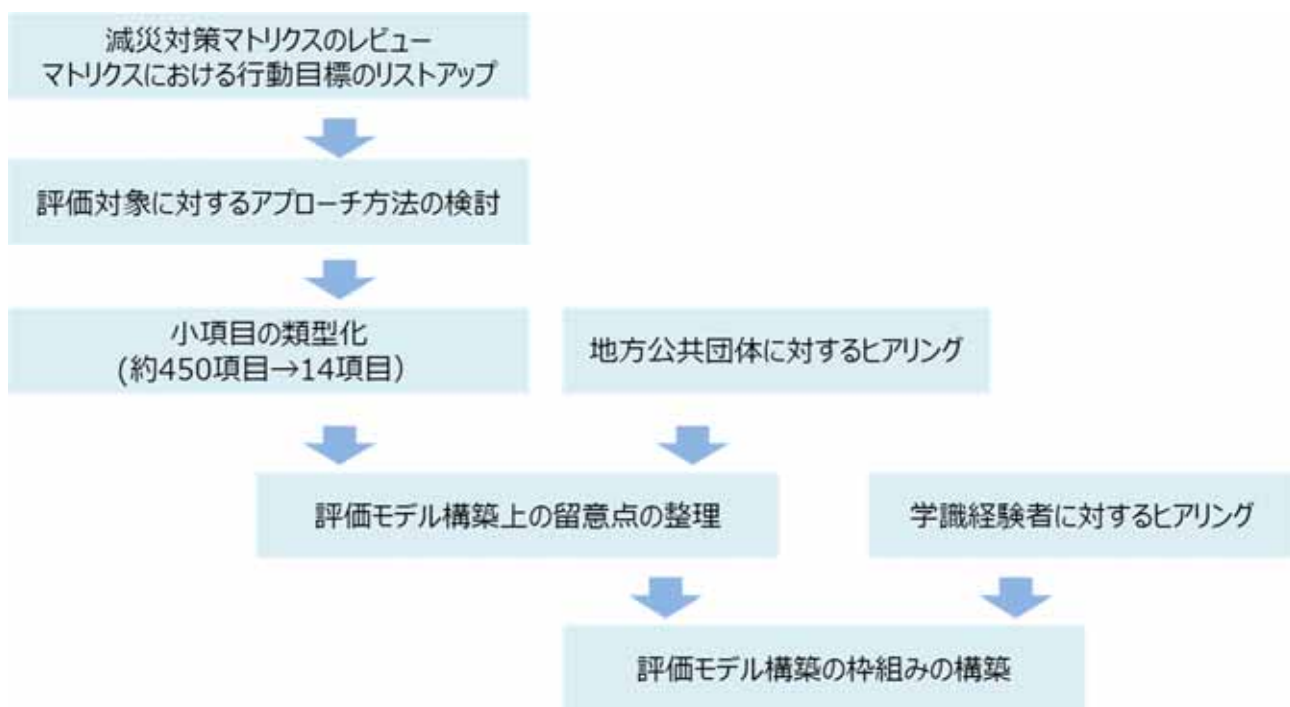 減災対策マトリクスのレビュー
マトリクスにおける行動目標のリストアップ
評価対象に対するアプローチ方法の検討
小項目の類型化
(約450項目→14項目)
地方公共団体に対するヒアリング
評価モデル構築上の留意点の整理
学識経験者に対するヒアリング
評価モデル構築の枠組みの構築